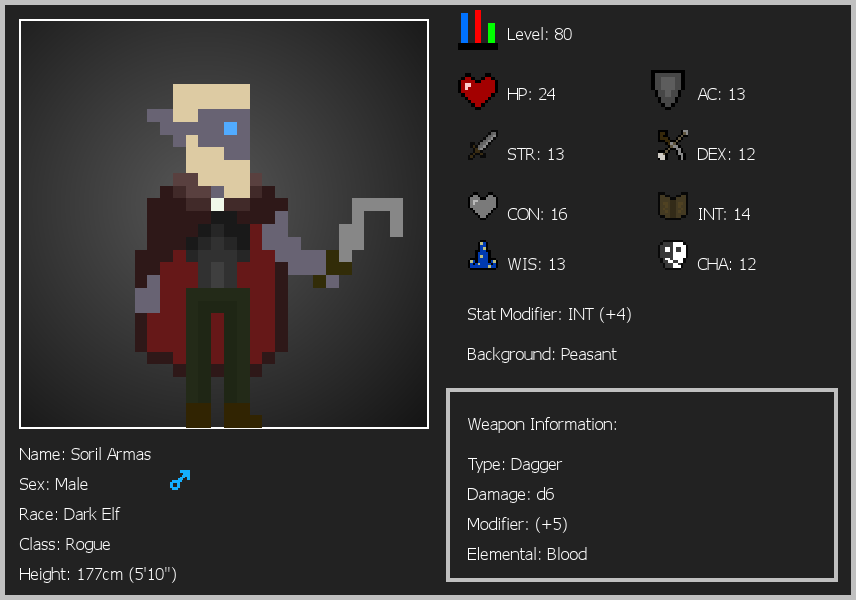 Level: 80
HP: 24
AC: 13
STR: 13
DEX: 12
CON: 16
INT: 14
WIS: 13
CHA: 12
Stat Modifier: INT (+4)
Background: Peasant
Weapon Information:
Type: Dagger
Damage: d6
Modifier: (+5)
Elemental: Blood
Name: Soril Armas
Sex: Male
Race: Dark Elf
Class: Rogue
Height: 177cm (5'10")